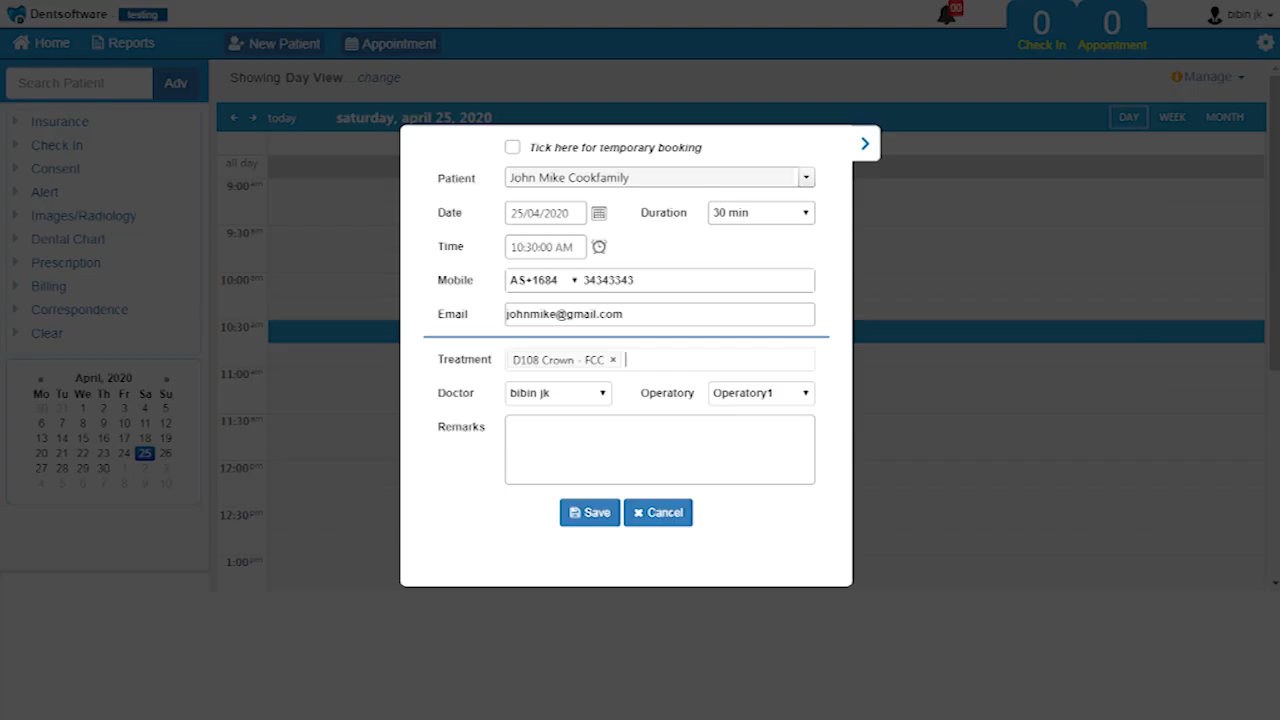 Dentsoftware testing
00
0 Check In
0 Appointment
bibin jk
Home Reports New Patient Appointment
Search Patient Adv
Showing Day View....change
Manage
Insurance
Check In
Consent
Alert
Images/Radiology
Dental Chart
Prescription
Billing
Correspondence
Clear
« April, 2020 »
Mo Tu We Th Fr Sa Su
30 31 1 2 3 4 5
6 7 8 9 10 11 12
13 14 15 16 17 18 19
20 21 22 23 24 25 26
27 28 29 30 1 2 3
4 5 6 7 8 9 10
today saturday, april 25, 2020 DAY WEEK MONTH
all day
9:00am
9:30am
10:00am
10:30am
11:00am
11:30am
12:00pm
12:30pm
1:00pm
Tick here for temporary booking
Patient John Mike Cookfamily
Date 25/04/2020 Duration 30 min
Time 10:30:00 AM
Mobile AS+1684 34343343
Email johnmike@gmail.com
Treatment D108 Crown - FCC ×
Doctor bibin jk Operatory Operatory1
Remarks
Save Cancel